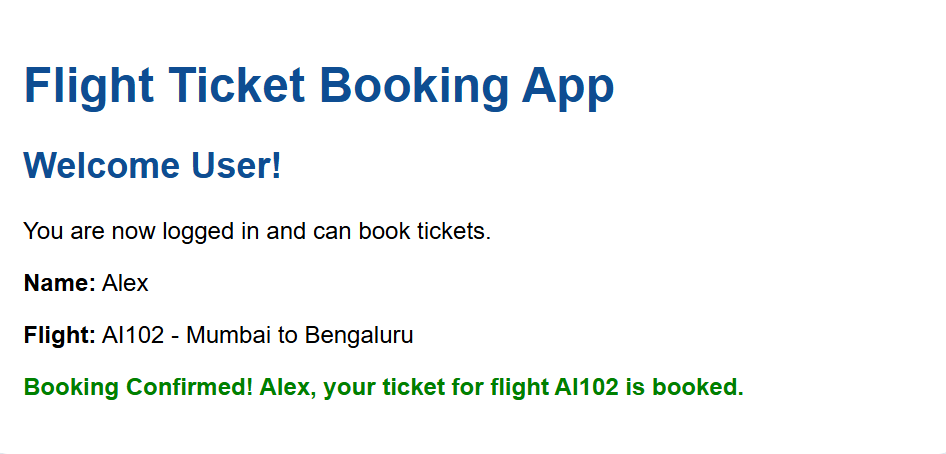 Flight Ticket Booking App
Welcome User!
You are now logged in and can book tickets.
Name: Alex
Flight: AI102 - Mumbai to Bengaluru
Booking Confirmed! Alex, your ticket for flight AI102 is booked.